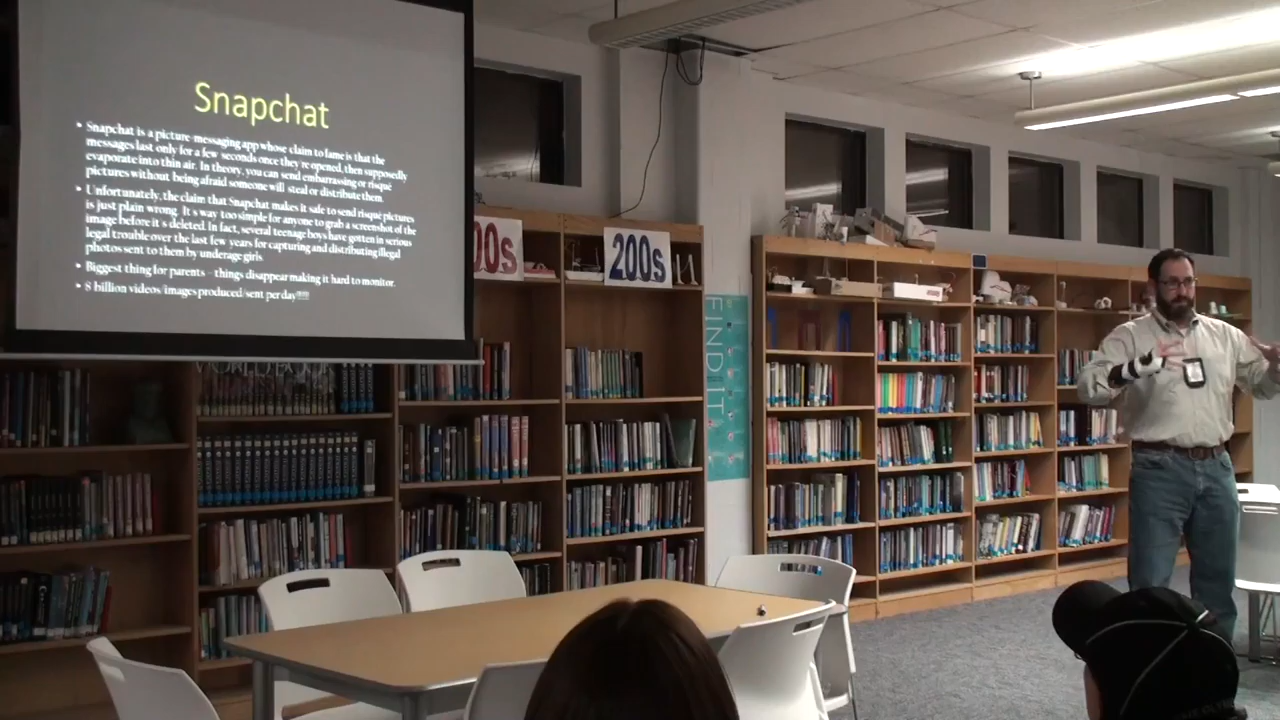 Snapchat
• Snapchat is a picture-messaging app whose claim to fame is that the
messages last only for a few seconds once they're opened, then supposedly
evaporate into thin air. In theory, you can send embarrassing or risqué
pictures without being afraid someone will steal or distribute them.
• Unfortunately, the claim that Snapchat makes it safe to send risqué pictures
is just plain wrong. It's way too simple for anyone to grab a screenshot of the
image before it's deleted. In fact, several teenage boys have gotten in serious
legal trouble over the last few years for capturing and distributing illegal
photos sent to them by underage girls.
• Biggest thing for parents – things disappear making it hard to monitor.
• 8 billion videos/images produced/sent per day!!!!!
00s
200s
FIND IT
WORLD BOOK